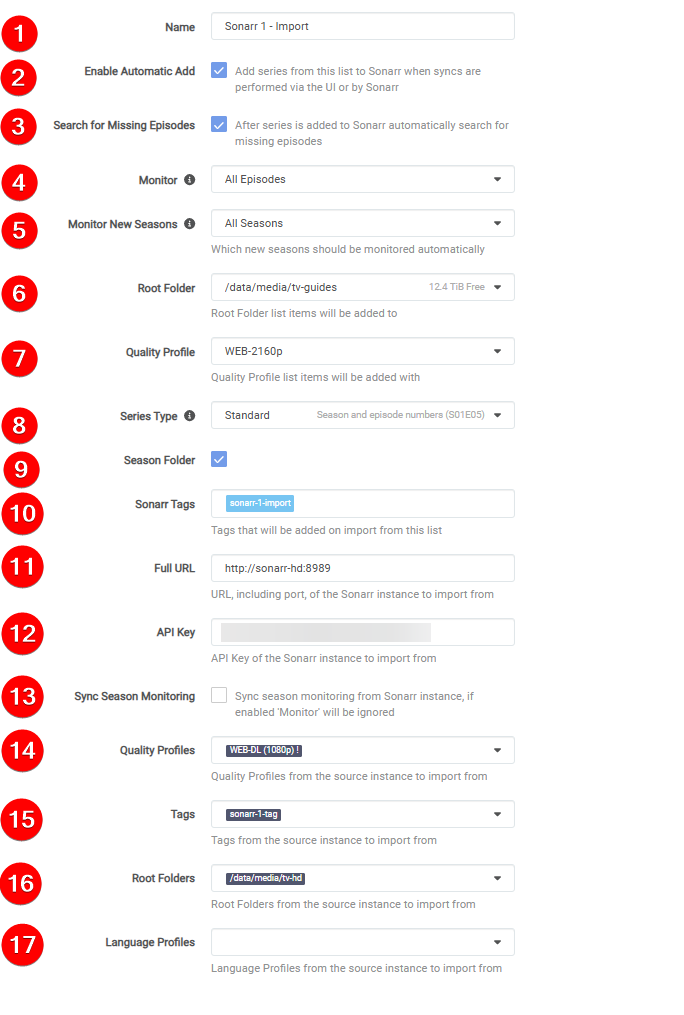 1 Name Sonarr 1 - Import
2 Enable Automatic Add Add series from this list to Sonarr when syncs are
performed via the UI or by Sonarr
3 Search for Missing Episodes After series is added to Sonarr automatically search for
missing episodes
4 Monitor All Episodes
5 Monitor New Seasons All Seasons
Which new seasons should be monitored automatically
6 Root Folder /data/media/tv-guides 12.4 TiB Free
Root Folder list items will be added to
7 Quality Profile WEB-2160p
Quality Profile list items will be added with
8 Series Type Standard Season and episode numbers (S01E05)
9 Season Folder
10 Sonarr Tags sonarr-1-import
Tags that will be added on import from this list
11 Full URL http://sonarr-hd:8989
URL, including port, of the Sonarr instance to import from
12 API Key
API Key of the Sonarr instance to import from
13 Sync Season Monitoring Sync season monitoring from Sonarr instance, if
enabled 'Monitor' will be ignored
14 Quality Profiles WEB-DL (1080p) !
Quality Profiles from the source instance to import from
15 Tags sonarr-1-tag
Tags from the source instance to import from
16 Root Folders /data/media/tv-hd
Root Folders from the source instance to import from
17 Language Profiles
Language Profiles from the source instance to import from